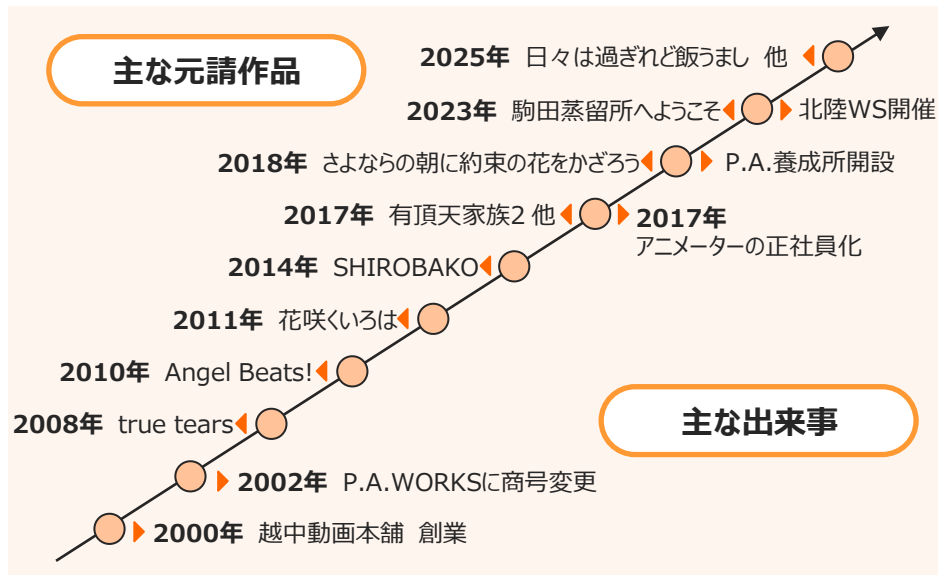 主な元請作品
2025年 日々は過ぎれど飯うまし 他
2023年 駒田蒸留所へようこそ
北陸WS開催
2018年 さよならの朝に約束の花をかざろう
P.A.養成所開設
2017年 有頂天家族2 他
2017年
アニメーターの正社員化
2014年 SHIROBAKO
2011年 花咲くいろは
2010年 Angel Beats!
2008年 true tears
主な出来事
2002年 P.A.WORKSに商号変更
2000年 越中動画本舗 創業